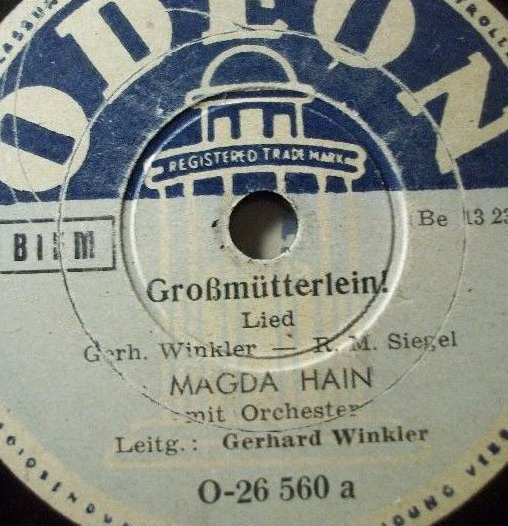 ODEON
REGISTERED TRADE MARK
BIEM
Be 13 23
Großmütterlein!
Lied
Gerh. Winkler — R. M. Siegel
MAGDA HAIN
mit Orchester
Leitg.: Gerhard Winkler
O-26 560 a